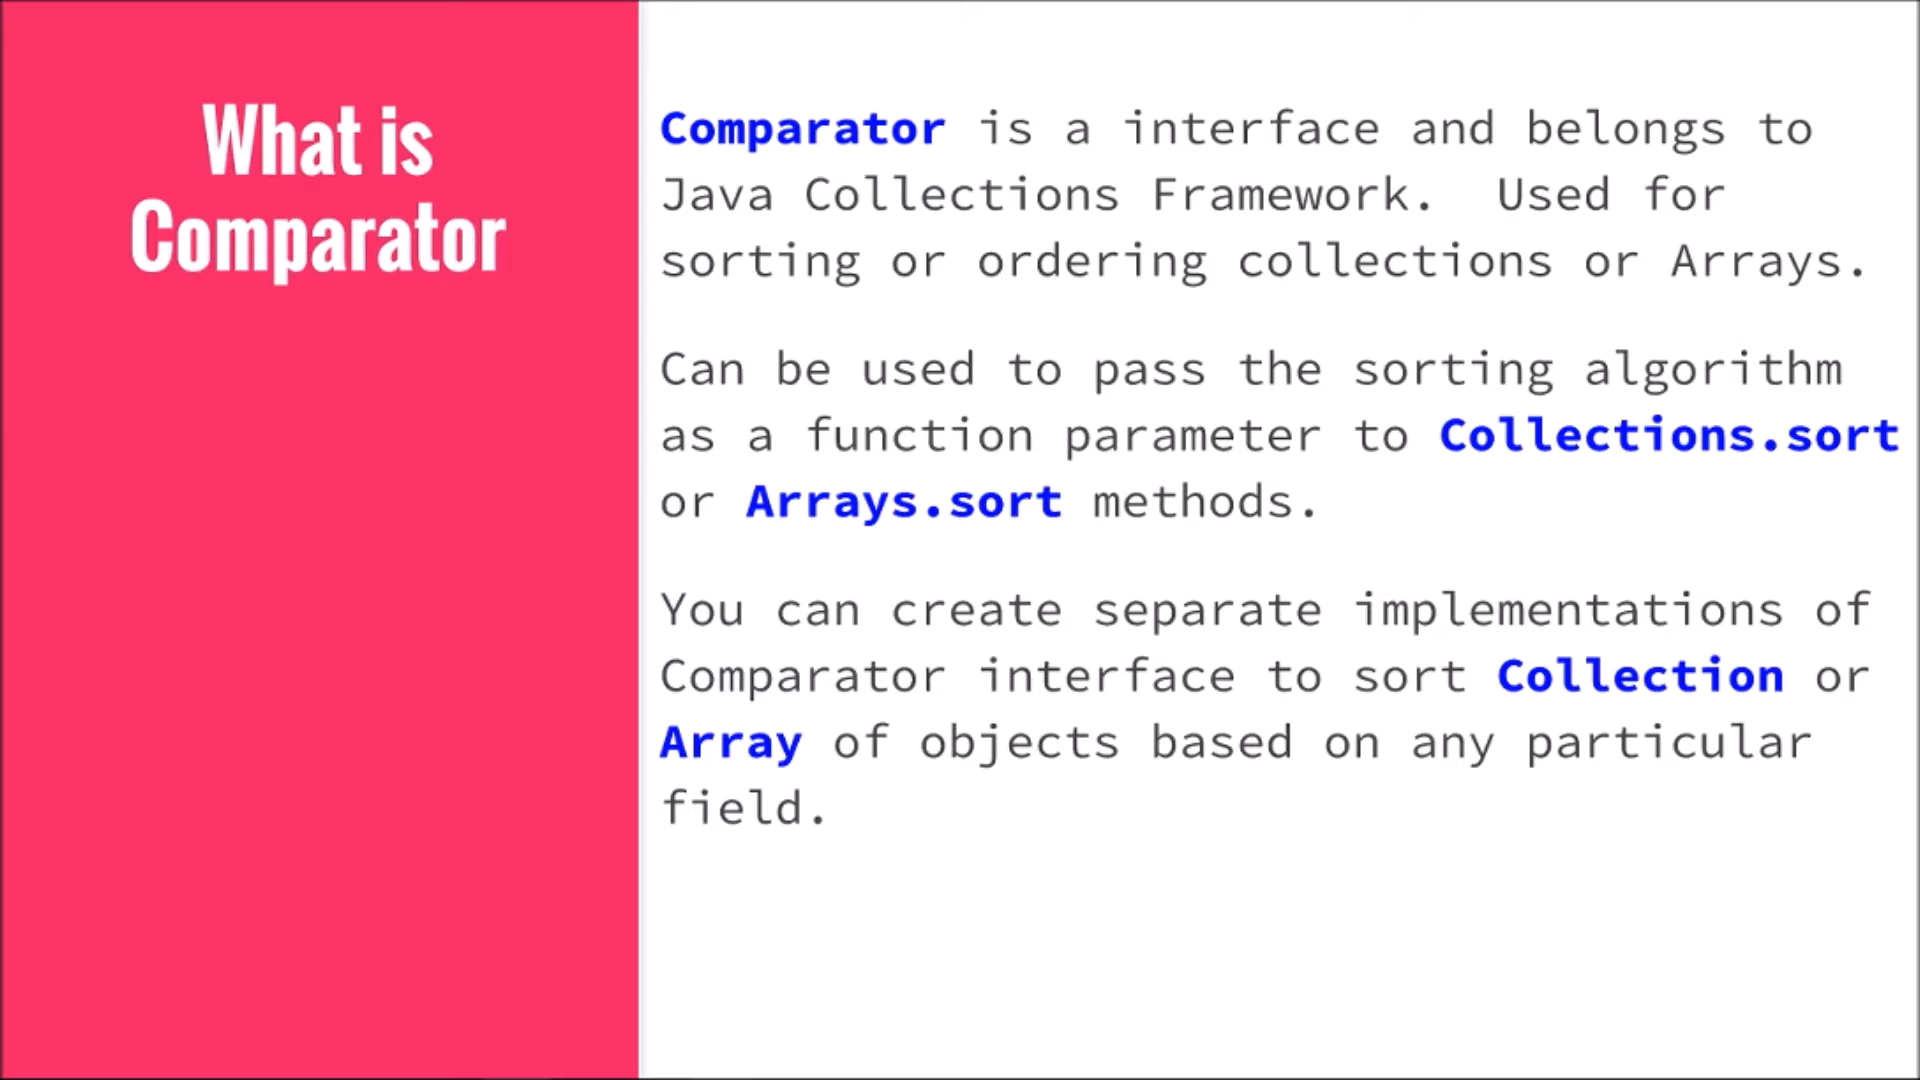 What is
Comparator
Comparator is a interface and belongs to
Java Collections Framework.  Used for
sorting or ordering collections or Arrays.
Can be used to pass the sorting algorithm
as a function parameter to Collections.sort
or Arrays.sort methods.
You can create separate implementations of
Comparator interface to sort Collection or
Array of objects based on any particular
field.